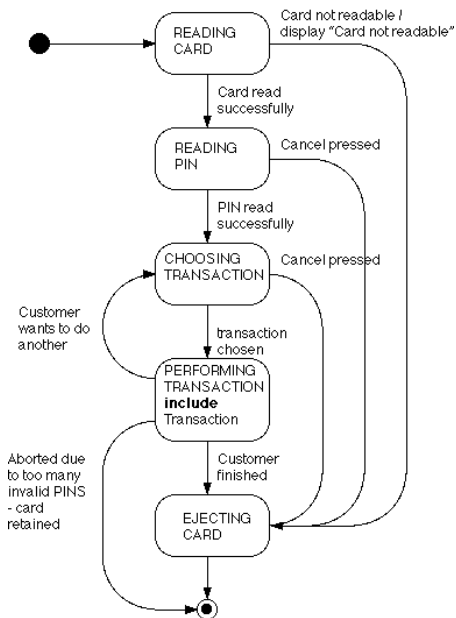 READING
CARD
Card not readable /
display “Card not readable”
Card read
successfully
READING
PIN
Cancel pressed
PIN read
successfully
CHOOSING
TRANSACTION
Cancel pressed
Customer
wants to do
another
transaction
chosen
PERFORMING
TRANSACTION
include
Transaction
Aborted due
to too many
invalid PINS
- card
retained
Customer
finished
EJECTING
CARD